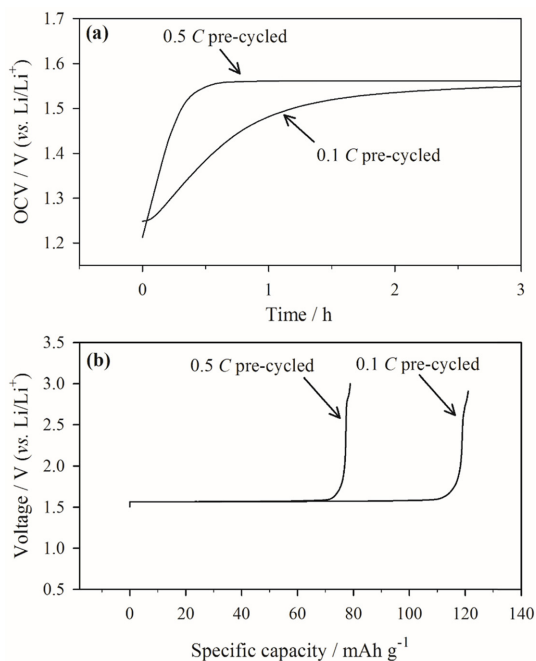 (a)
0.5 C pre-cycled
0.1 C pre-cycled
OCV / V (vs. Li/Li⁺)
1.7
1.6
1.5
1.4
1.3
1.2
0
1
2
3
Time / h
(b)
0.5 C pre-cycled
0.1 C pre-cycled
Voltage / V (vs. Li/Li⁺)
3.5
3.0
2.5
2.0
1.5
1.0
0.5
0
20
40
60
80
100
120
140
Specific capacity / mAh g⁻¹